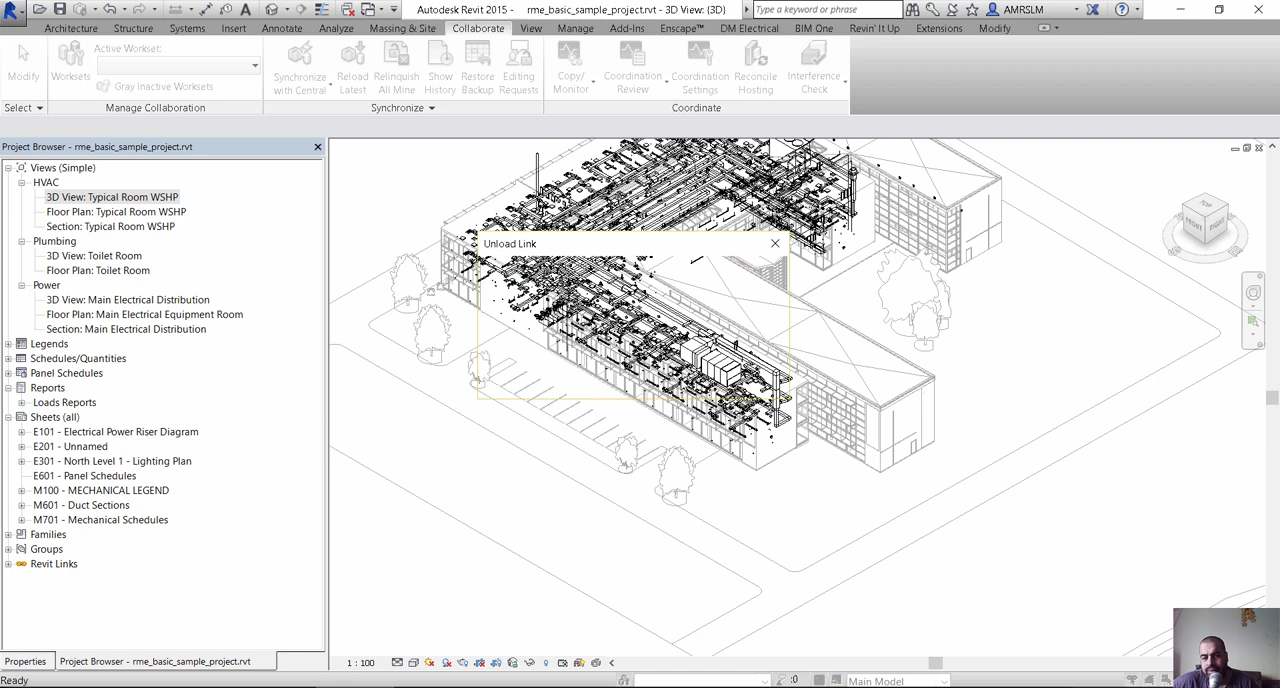 Autodesk Revit 2015 - rme_basic_sample_project.rvt - 3D View: {3D}
Type a keyword or phrase
AMRSLM
Architecture Structure Systems Insert Annotate Analyze Massing & Site Collaborate View Manage Add-Ins Enscape™ DM Electrical BIM One Revin' It Up Extensions Modify
Modify
Worksets
Active Workset:
Gray Inactive Worksets
Synchronize with Central
Reload Latest
Relinquish All Mine
Show History
Restore Backup
Editing Requests
Copy/ Monitor
Coordination Review
Coordination Settings
Reconcile Hosting
Interference Check
Select
Manage Collaboration
Synchronize
Coordinate
Project Browser - rme_basic_sample_project.rvt
Views (Simple)
HVAC
3D View: Typical Room WSHP
Floor Plan: Typical Room WSHP
Section: Typical Room WSHP
Plumbing
3D View: Toilet Room
Floor Plan: Toilet Room
Power
3D View: Main Electrical Distribution
Floor Plan: Main Electrical Equipment Room
Section: Main Electrical Distribution
Legends
Schedules/Quantities
Panel Schedules
Reports
Loads Reports
Sheets (all)
E101 - Electrical Power Riser Diagram
E201 - Unnamed
E301 - North Level 1 - Lighting Plan
E601 - Panel Schedules
M100 - MECHANICAL LEGEND
M601 - Duct Sections
M701 - Mechanical Schedules
Families
Groups
Revit Links
Unload Link
TOP
FRONT
RIGHT
Properties
Project Browser - rme_basic_sample_project.rvt
1 : 100
Ready
:0
Main Model